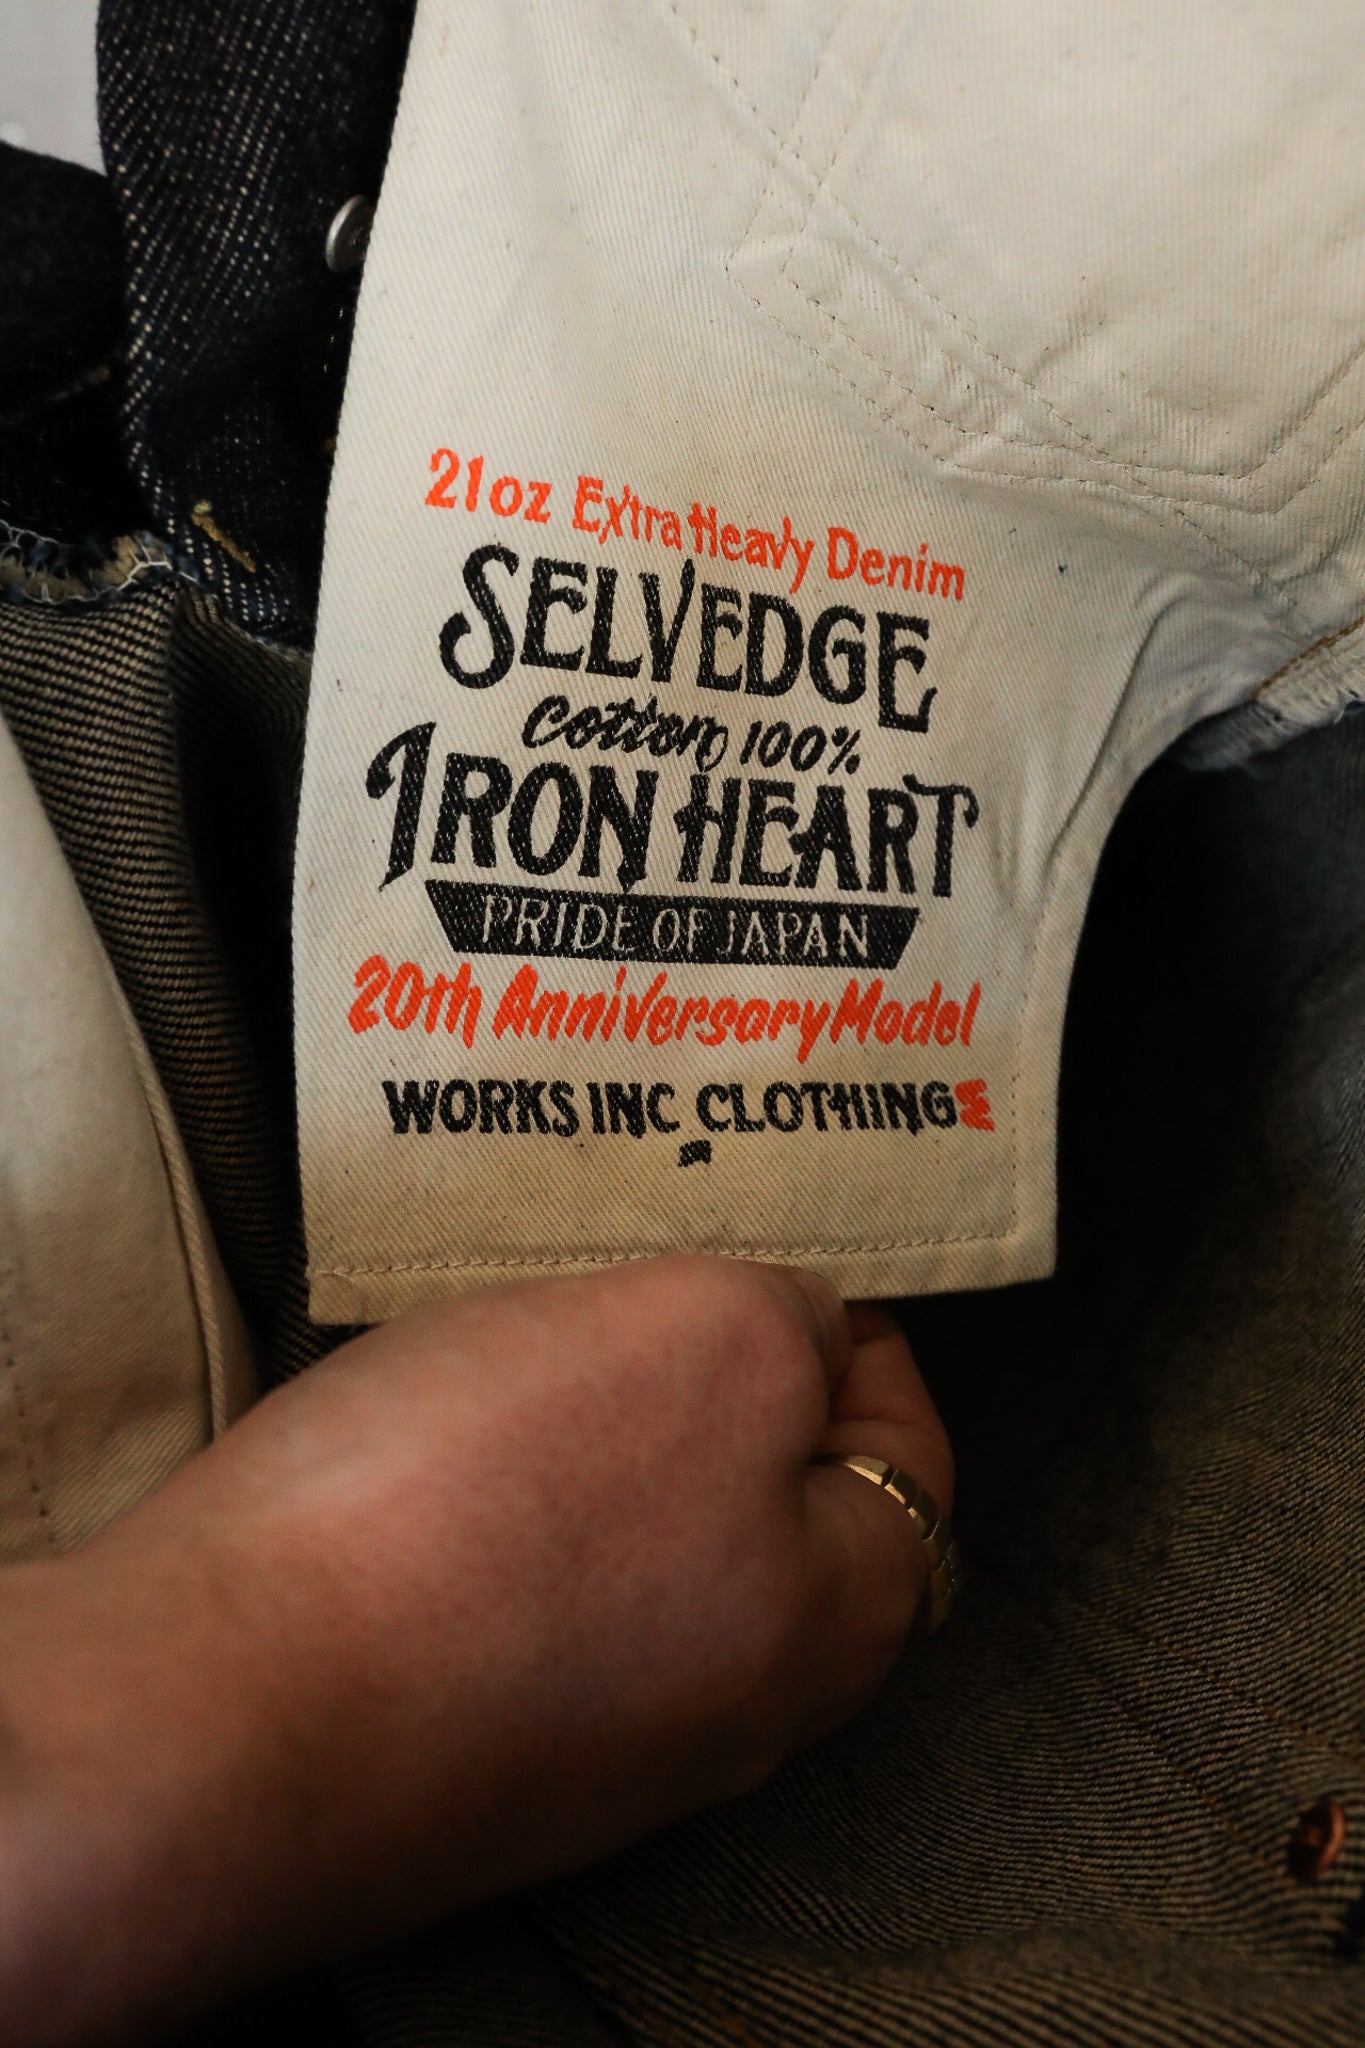 21oz Extra Heavy Denim
SELVEDGE
Cotton 100%
IRON HEART
PRIDE OF JAPAN
20th Anniversary Model
WORKS INC CLOTHING